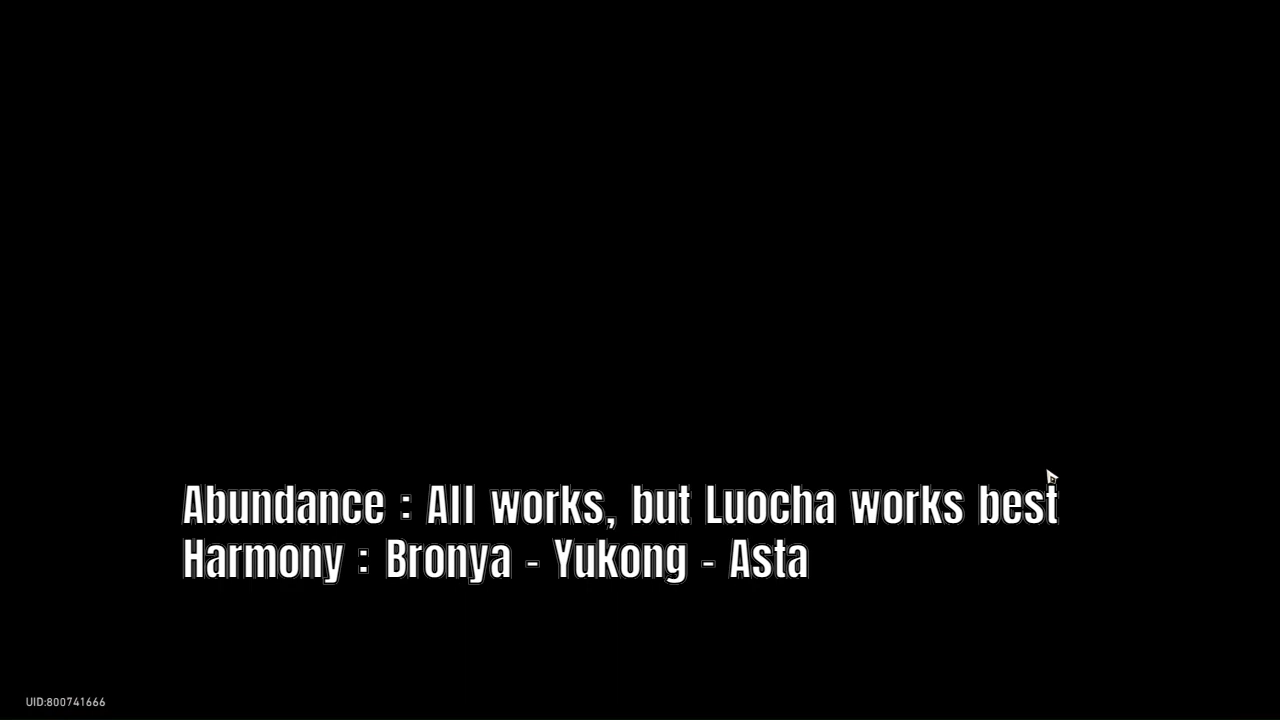 Abundance : All works, but Luocha works best
Harmony : Bronya - Yukong - Asta
UID:800741666